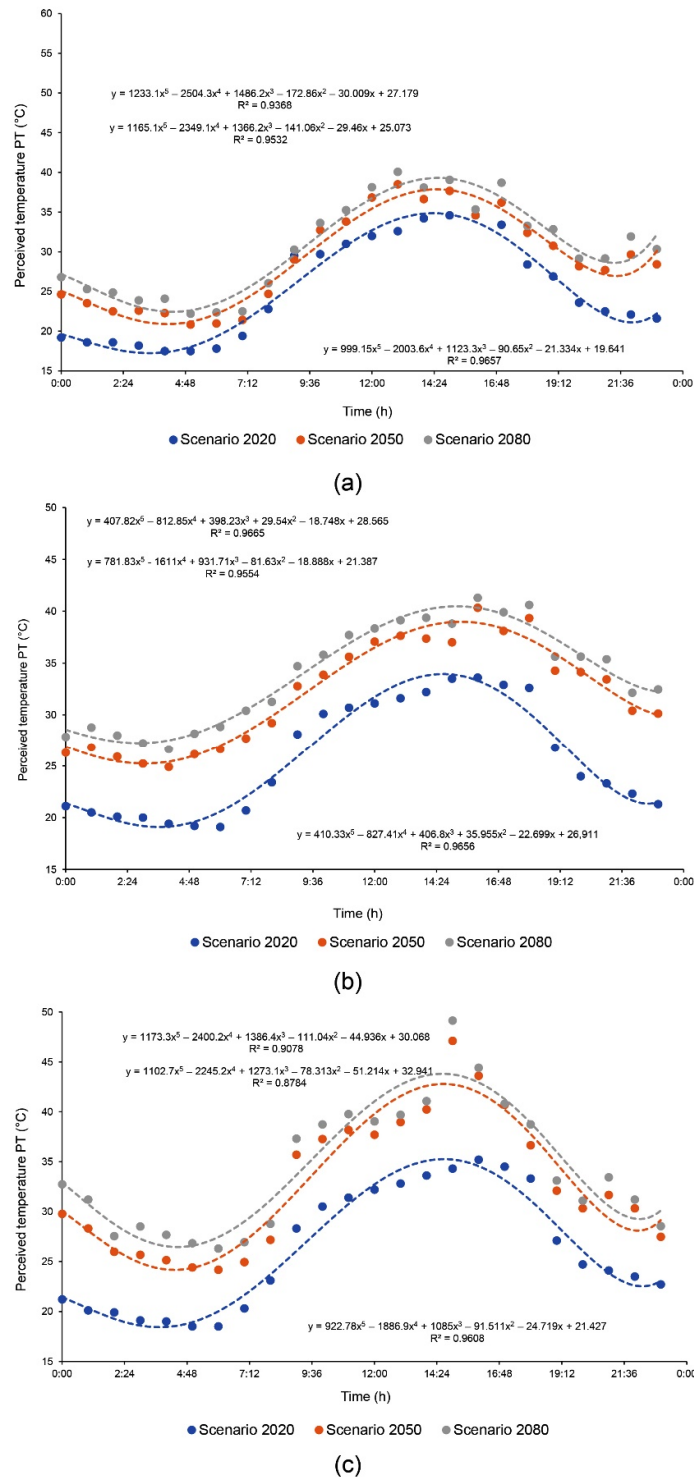 60
55
y = 1233.1x⁵ – 2504.3x⁴ + 1486.2x³ – 172.86x² – 30.009x + 27.179
R² = 0.9368
50
y = 1165.1x⁵ – 2349.1x⁴ + 1366.2x³ – 141.06x² – 29.46x + 25.073
R² = 0.9532
45
40
35
30
25
20
15
Perceived temperature PT (°C)
y = 999.15x⁵ – 2003.6x⁴ + 1123.3x³ – 90.65x² – 21.334x + 19.641
R² = 0.9657
0:00 2:24 4:48 7:12 9:36 12:00 14:24 16:48 19:12 21:36 0:00
Time (h)
Scenario 2020 Scenario 2050 Scenario 2080
(a)
50
y = 407.82x⁵ – 812.85x⁴ + 398.23x³ + 29.54x² – 18.748x + 28.565
R² = 0.9665
y = 781.83x⁵ - 1611x⁴ + 931.71x³ – 81.63x² – 18.888x + 21.387
R² = 0.9554
45
40
35
30
25
20
15
Perceived temperature PT (°C)
y = 410.33x⁵ – 827.41x⁴ + 406.8x³ + 35.955x² – 22.699x + 26,911
R² = 0.9656
0:00 2:24 4:48 7:12 9:36 12:00 14:24 16:48 19:12 21:36 0:00
Time (h)
Scenario 2020 Scenario 2050 Scenario 2080
(b)
50
y = 1173.3x⁵ – 2400.2x⁴ + 1386.4x³ – 111.04x² – 44.936x + 30.068
R² = 0.9078
45
y = 1102.7x⁵ – 2245.2x⁴ + 1273.1x³ – 78.313x² – 51.214x + 32.941
R² = 0.8784
40
35
30
25
20
15
Perceived temperature PT (°C)
y = 922.78x⁵ – 1886.9x⁴ + 1085x³ – 91.511x² – 24.719x + 21.427
R² = 0.9608
0:00 2:24 4:48 7:12 9:36 12:00 14:24 16:48 19:12 21:36 0:00
Time (h)
Scenario 2020 Scenario 2050 Scenario 2080
(c)